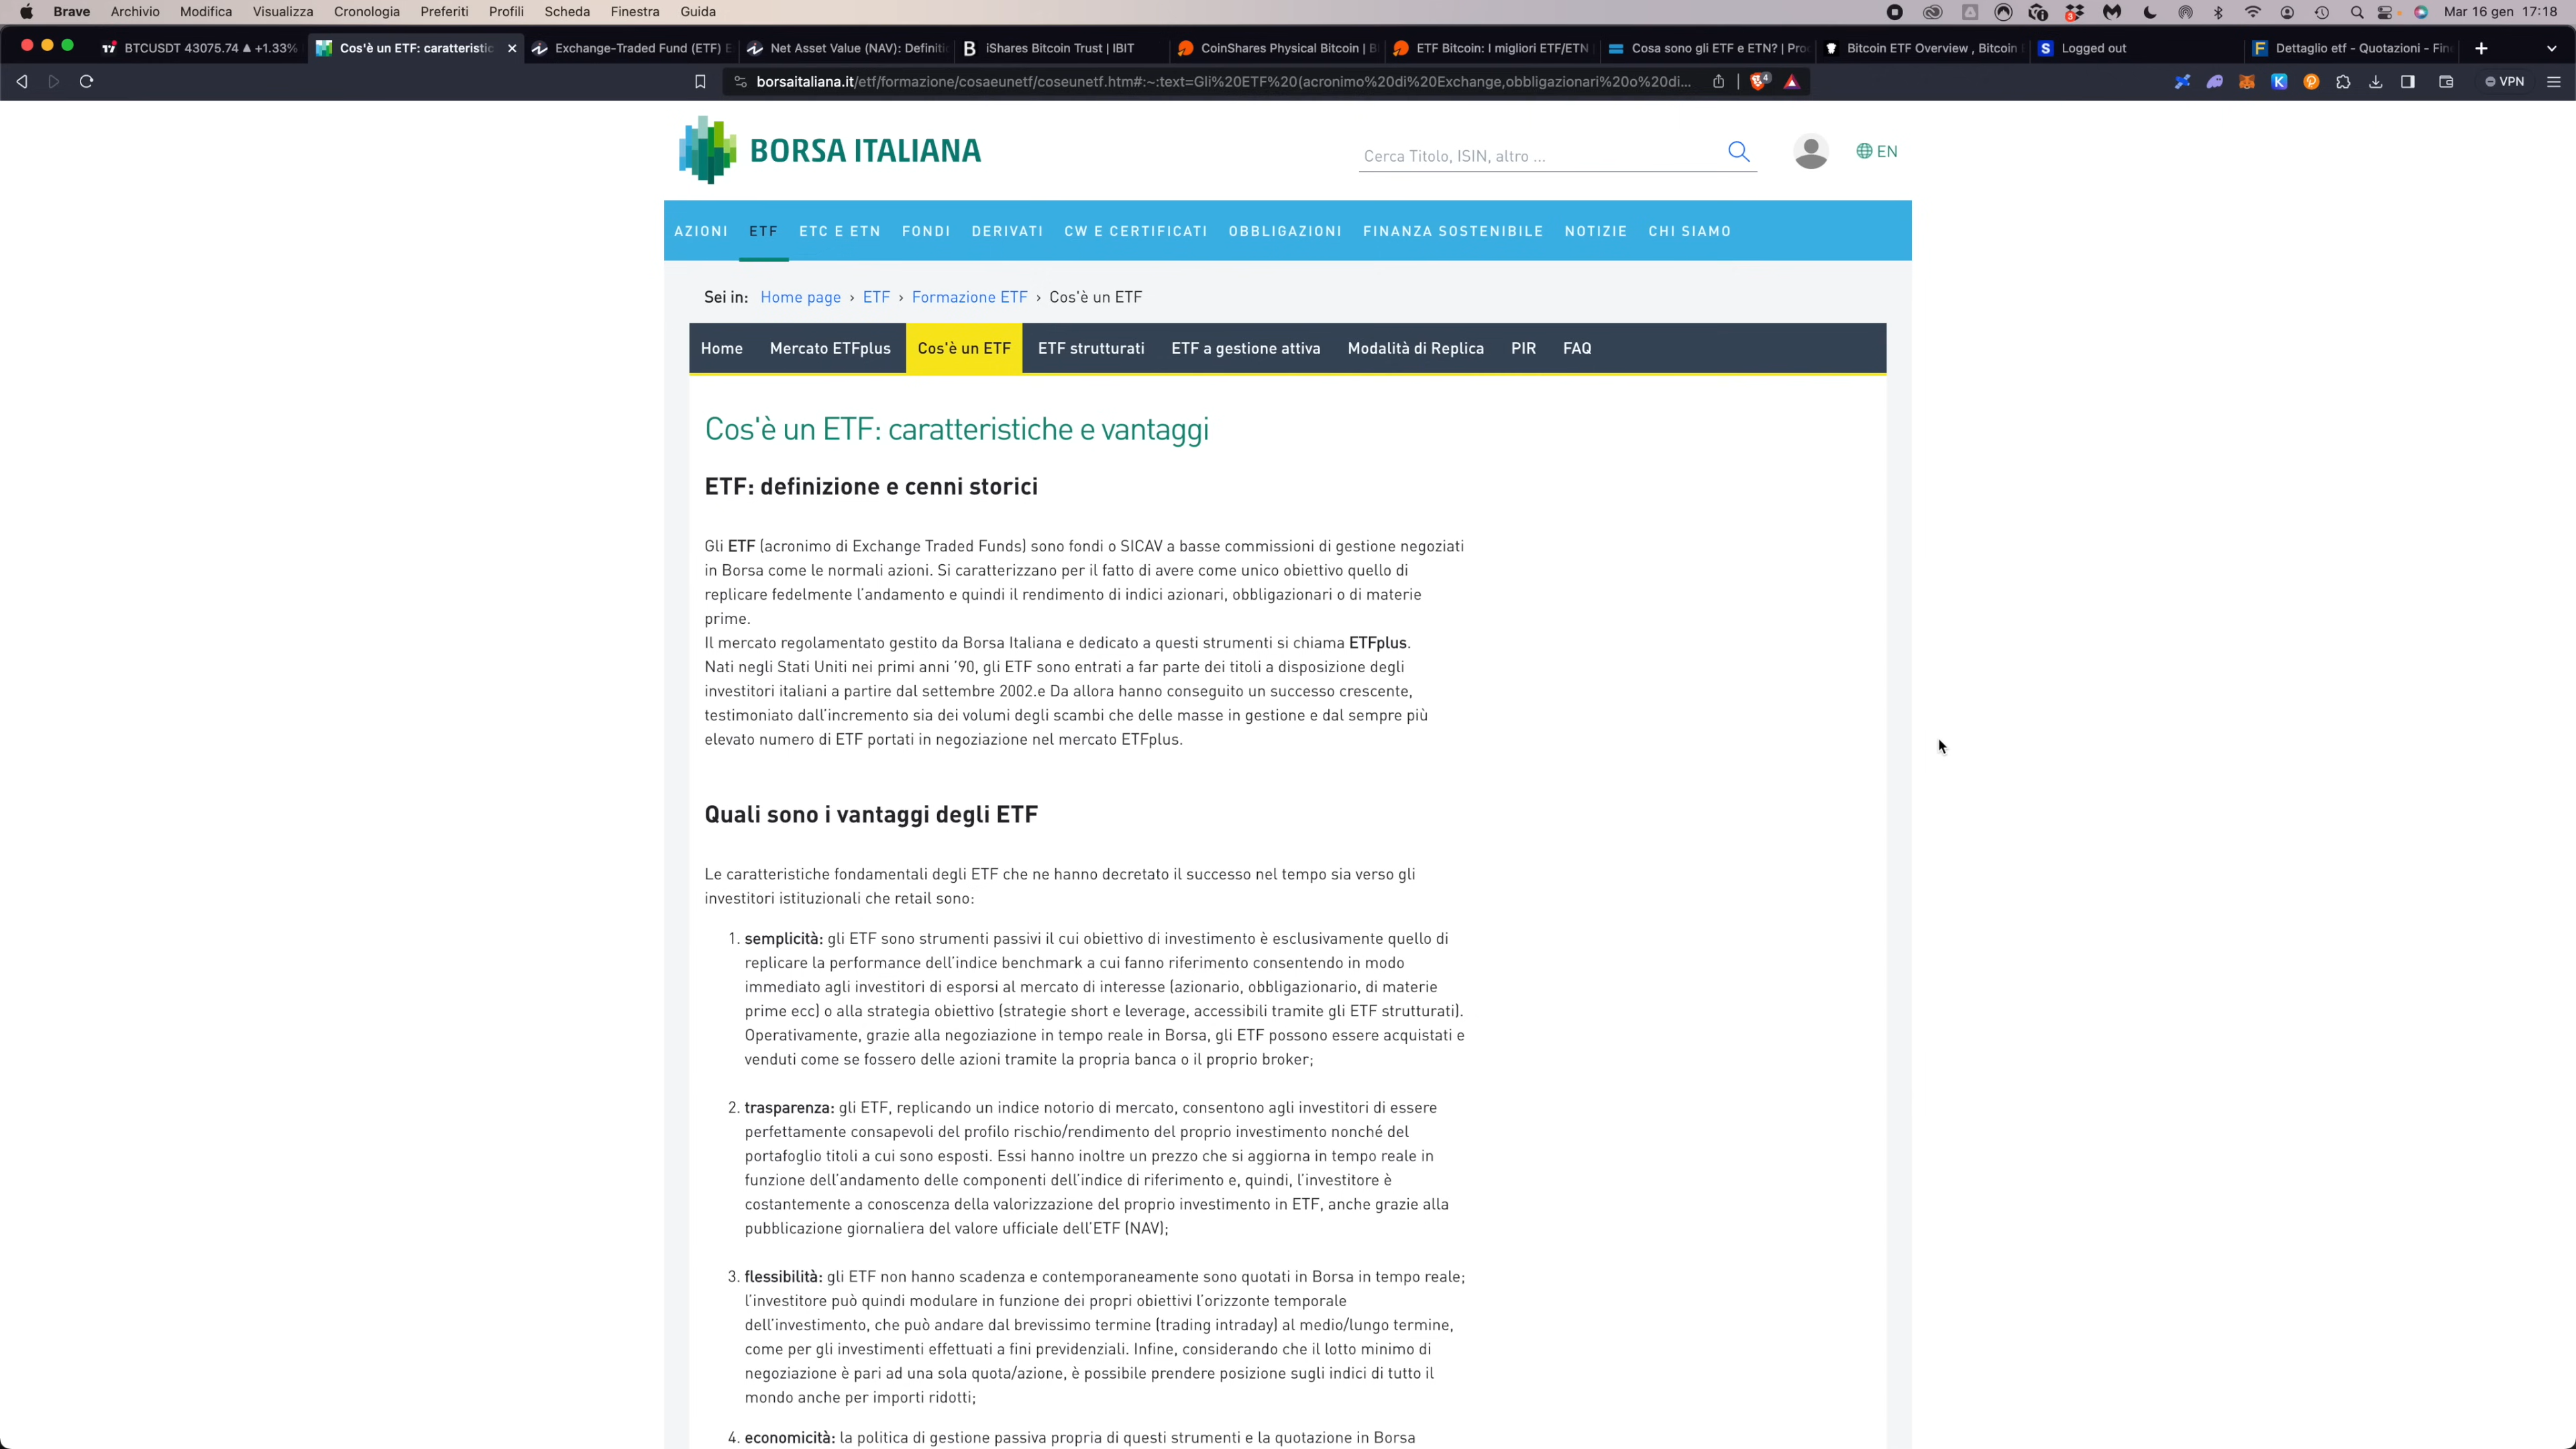 Brave Archivio Modifica Visualizza Cronologia Preferiti Profili Scheda Finestra Guida Mar 16 gen 17:18
BTCUSDT 43075.74 ▲ +1.33% Cos'è un ETF: caratteristic Exchange-Traded Fund (ETF) E Net Asset Value (NAV): Definiti iShares Bitcoin Trust | IBIT CoinShares Physical Bitcoin | B ETF Bitcoin: I migliori ETF/ETN Cosa sono gli ETF e ETN? | Pro Bitcoin ETF Overview , Bitcoin Logged out Dettaglio etf - Quotazioni - Fin
borsaitaliana.it/etf/formazione/cosaeunetf/coseunetf.htm#:~:text=Gli%20ETF%20(acronimo%20di%20Exchange,obbligazionari%20o%20di... 4 VPN
BORSA ITALIANA
Cerca Titolo, ISIN, altro ...
EN
AZIONI ETF ETC E ETN FONDI DERIVATI CW E CERTIFICATI OBBLIGAZIONI FINANZA SOSTENIBILE NOTIZIE CHI SIAMO
Sei in: Home page › ETF › Formazione ETF › Cos'è un ETF
Home Mercato ETFplus Cos'è un ETF ETF strutturati ETF a gestione attiva Modalità di Replica PIR FAQ
Cos'è un ETF: caratteristiche e vantaggi
ETF: definizione e cenni storici
Gli ETF (acronimo di Exchange Traded Funds) sono fondi o SICAV a basse commissioni di gestione negoziati
in Borsa come le normali azioni. Si caratterizzano per il fatto di avere come unico obiettivo quello di
replicare fedelmente l'andamento e quindi il rendimento di indici azionari, obbligazionari o di materie
prime.
Il mercato regolamentato gestito da Borsa Italiana e dedicato a questi strumenti si chiama ETFplus.
Nati negli Stati Uniti nei primi anni '90, gli ETF sono entrati a far parte dei titoli a disposizione degli
investitori italiani a partire dal settembre 2002.e Da allora hanno conseguito un successo crescente,
testimoniato dall'incremento sia dei volumi degli scambi che delle masse in gestione e dal sempre più
elevato numero di ETF portati in negoziazione nel mercato ETFplus.
Quali sono i vantaggi degli ETF
Le caratteristiche fondamentali degli ETF che ne hanno decretato il successo nel tempo sia verso gli
investitori istituzionali che retail sono:
1. semplicità: gli ETF sono strumenti passivi il cui obiettivo di investimento è esclusivamente quello di
replicare la performance dell'indice benchmark a cui fanno riferimento consentendo in modo
immediato agli investitori di esporsi al mercato di interesse (azionario, obbligazionario, di materie
prime ecc) o alla strategia obiettivo (strategie short e leverage, accessibili tramite gli ETF strutturati).
Operativamente, grazie alla negoziazione in tempo reale in Borsa, gli ETF possono essere acquistati e
venduti come se fossero delle azioni tramite la propria banca o il proprio broker;
2. trasparenza: gli ETF, replicando un indice notorio di mercato, consentono agli investitori di essere
perfettamente consapevoli del profilo rischio/rendimento del proprio investimento nonché del
portafoglio titoli a cui sono esposti. Essi hanno inoltre un prezzo che si aggiorna in tempo reale in
funzione dell'andamento delle componenti dell'indice di riferimento e, quindi, l'investitore è
costantemente a conoscenza della valorizzazione del proprio investimento in ETF, anche grazie alla
pubblicazione giornaliera del valore ufficiale dell'ETF (NAV);
3. flessibilità: gli ETF non hanno scadenza e contemporaneamente sono quotati in Borsa in tempo reale;
l'investitore può quindi modulare in funzione dei propri obiettivi l'orizzonte temporale
dell'investimento, che può andare dal brevissimo termine (trading intraday) al medio/lungo termine,
come per gli investimenti effettuati a fini previdenziali. Infine, considerando che il lotto minimo di
negoziazione è pari ad una sola quota/azione, è possibile prendere posizione sugli indici di tutto il
mondo anche per importi ridotti;
4. economicità: la politica di gestione passiva propria di questi strumenti e la quotazione in Borsa